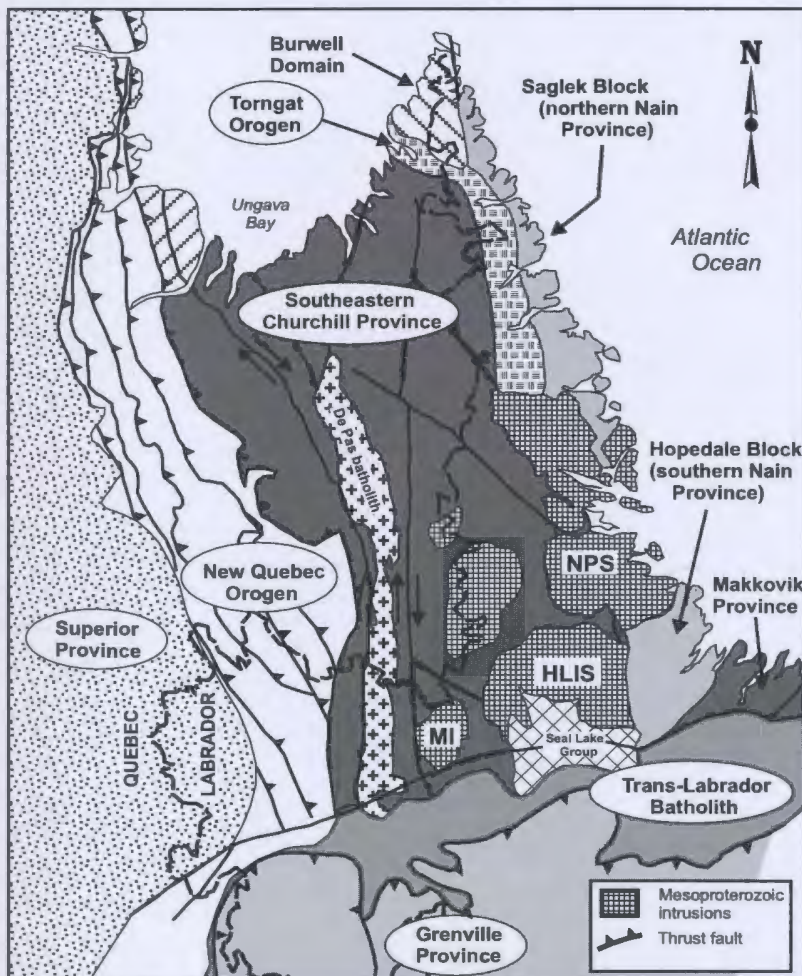 Burwell
Domain
N
Torngat
Orogen
Saglek Block
(northern Nain
Province)
Ungava
Bay
Atlantic
Ocean
Southeastern
Churchill Province
De Pas batholith
Hopedale Block
(southern Nain
Province)
NPS
New Quebec
Orogen
Makkovik
Province
Superior
Province
HLIS
QUEBEC
LABRADOR
MI
Seal Lake
Group
Trans-Labrador
Batholith
Mesoproterozoic
intrusions
Thrust fault
Grenville
Province